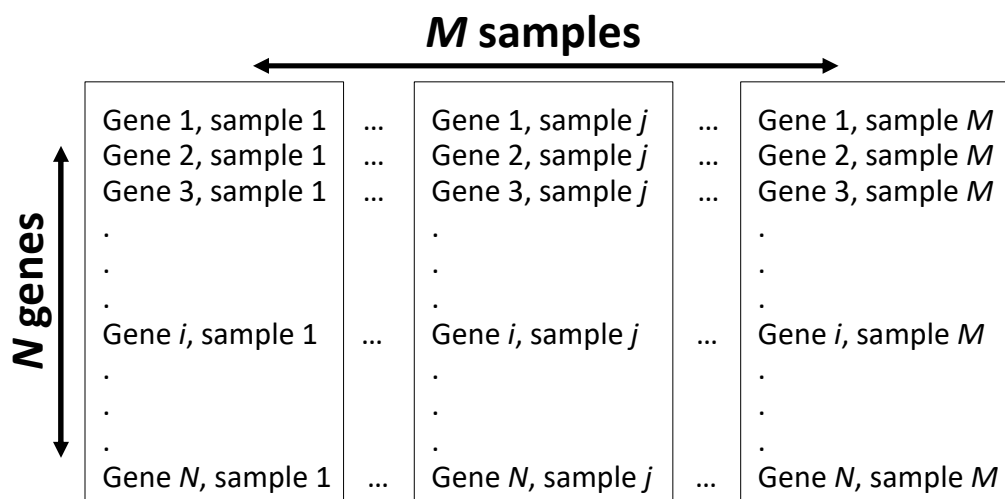 M samples
N genes
Gene 1, sample 1 ... Gene 1, sample j ... Gene 1, sample M
Gene 2, sample 1 ... Gene 2, sample j ... Gene 2, sample M
Gene 3, sample 1 ... Gene 3, sample j ... Gene 3, sample M
. . .
. . .
. . .
Gene i, sample 1 ... Gene i, sample j ... Gene i, sample M
. . .
. . .
. . .
Gene N, sample 1 ... Gene N, sample j ... Gene N, sample M